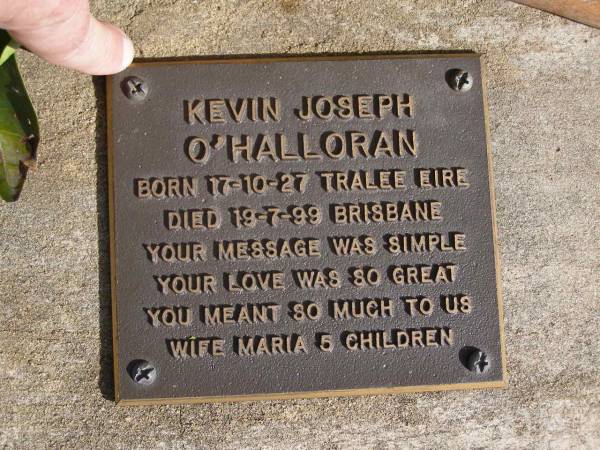 KEVIN JOSEPH
O'HALLORAN
BORN 17-10-27 TRALEE EIRE
DIED 19-7-99 BRISBANE
YOUR MESSAGE WAS SIMPLE
YOUR LOVE WAS SO GREAT
YOU MEANT SO MUCH TO US
WIFE MARIA 5 CHILDREN